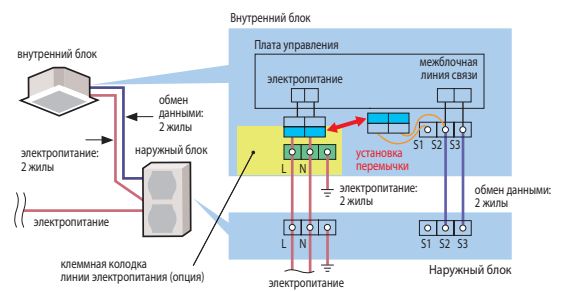 Внутренний блок
Плата управления
внутренний блок
межблочная
линия связи
электропитание
обмен
данными:
2 жилы
S1 S2 S3
электропитание:
2 жилы
наружный блок
установка
перемычки
L N
электропитание:
2 жилы
обмен данными:
2 жилы
электропитание
L N
S1 S2 S3
клеммная колодка
линии электропитания (опция)
Наружный блок
электропитание